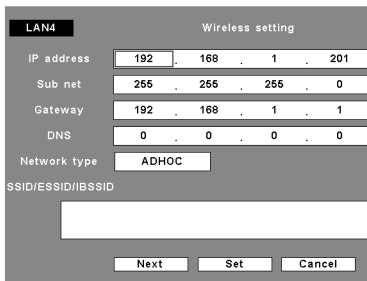 LAN4 Wireless setting
IP address 192 . 168 . 1 . 201
Sub net 255 . 255 . 255 . 0
Gateway 192 . 168 . 1 . 1
DNS 0 . 0 . 0 . 0
Network type ADHOC
SSID/ESSID/IBSSID
Next Set Cancel